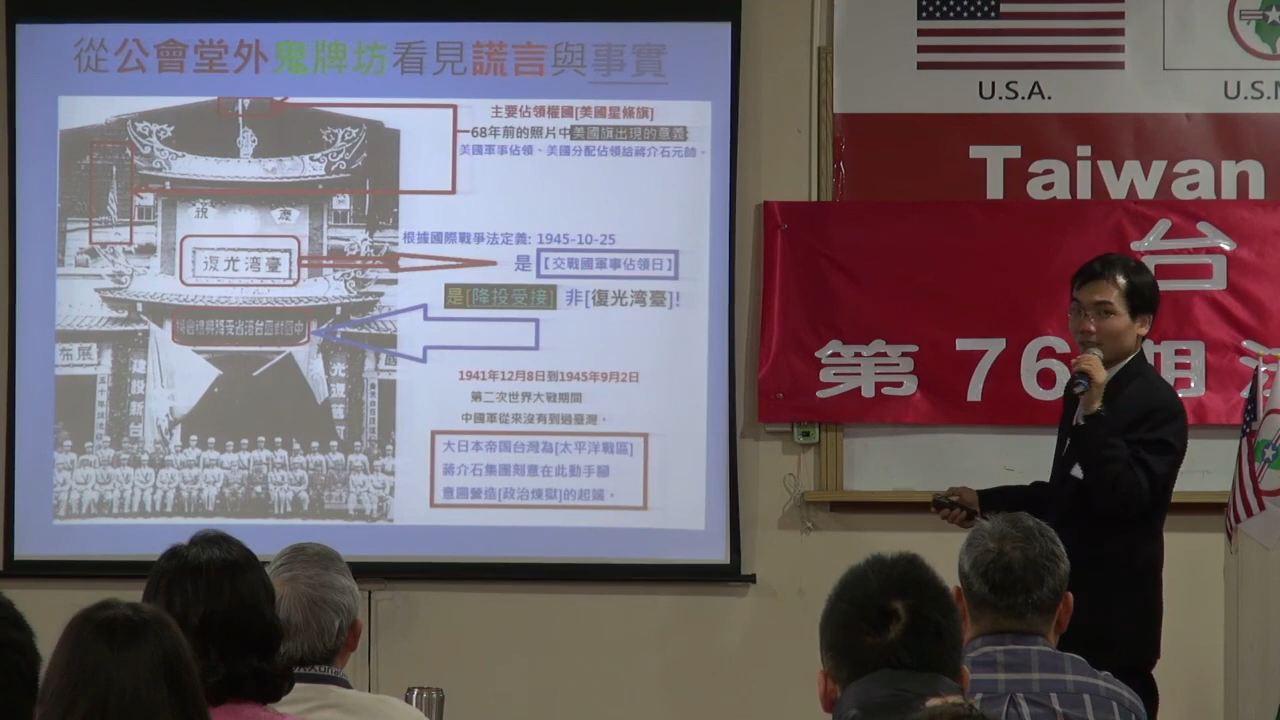 從公會堂外鬼牌坊看見謊言與事實
主要佔領權國[美國星條旗]
68年前的照片中美國旗出現的意義:
美國軍事佔領、美國分配佔領給蔣介石元帥。
祝 慶
根據國際戰爭法定義: 1945-10-25
復光湾臺
是【交戰國軍事佔領日】
是[降投受接] 非[復光湾臺]!
1941年12月8日到1945年9月2日
第二次世界大戰期間
中國軍從來沒有到過臺灣。
大日本帝国台灣為[太平洋戰區]
蔣介石集團刻意在此動手腳
意圖營造[政治煉獄]的起端。
U.S.A.
Taiwan
台
第 76 期